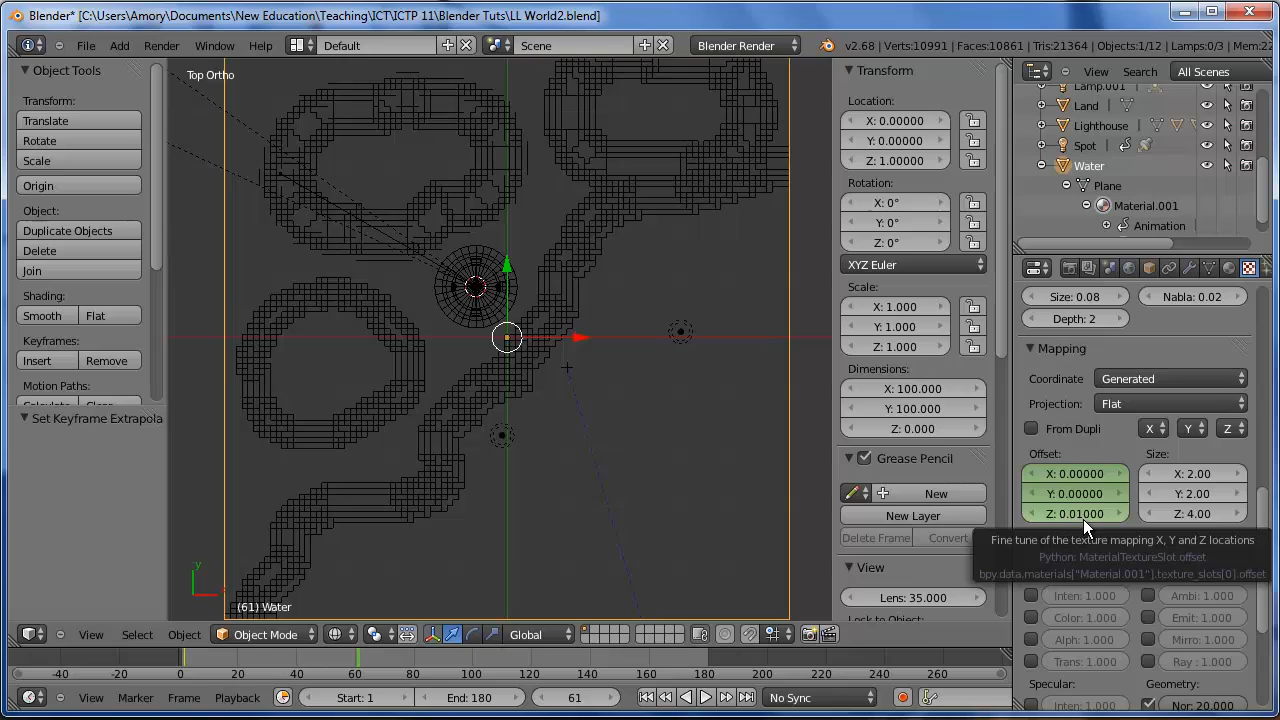 Blender* [C:\Users\Amory\Documents\New Education\Teaching\ICT\ICTP 11\Blender Tuts\LL World2.blend]
File Add Render Window Help Default Scene Blender Render v2.68 | Verts:10991 | Faces:10861 | Tris:21364 | Objects:1/12 | Lamps:0/3 | Mem:22
Object Tools
Transform:
Translate
Rotate
Scale
Origin
Object:
Duplicate Objects
Delete
Join
Shading:
Smooth Flat
Keyframes:
Insert Remove
Motion Paths:
Set Keyframe Extrapola
Top Ortho
y
(61) Water
Transform
Location:
X: 0.00000
Y: 0.00000
Z: 1.00000
Rotation:
X: 0°
Y: 0°
Z: 0°
XYZ Euler
Scale:
X: 1.000
Y: 1.000
Z: 1.000
Dimensions:
X: 100.000
Y: 100.000
Z: 0.000
Grease Pencil
New
New Layer
Delete Frame Convert
View
Lens: 35.000
Lock to Object:
View Search All Scenes
Lamp.001
Land
Lighthouse
Spot
Water
Plane
Material.001
Animation
Size: 0.08 Nabla: 0.02
Depth: 2
Mapping
Coordinate Generated
Projection: Flat
From Dupli X Y Z
Offset: Size:
X: 0.00000 X: 2.00
Y: 0.00000 Y: 2.00
Z: 0.01000 Z: 4.00
Fine tune of the texture mapping X, Y and Z locations
Python: MaterialTextureSlot.offset
bpy.data.materials["Material.001"].texture_slots[0].offset
Inten: 1.000 Ambi: 1.000
Color: 1.000 Emit: 1.000
Alph: 1.000 Mirro: 1.000
Trans: 1.000 Ray : 1.000
Specular: Geometry:
Inten: 1.000 Nor: 20.000
View Select Object Object Mode Global
-40 -20 0 20 40 60 80 100 120 140 160 180 200 220 240 260
View Marker Frame Playback Start: 1 End: 180 61 No Sync